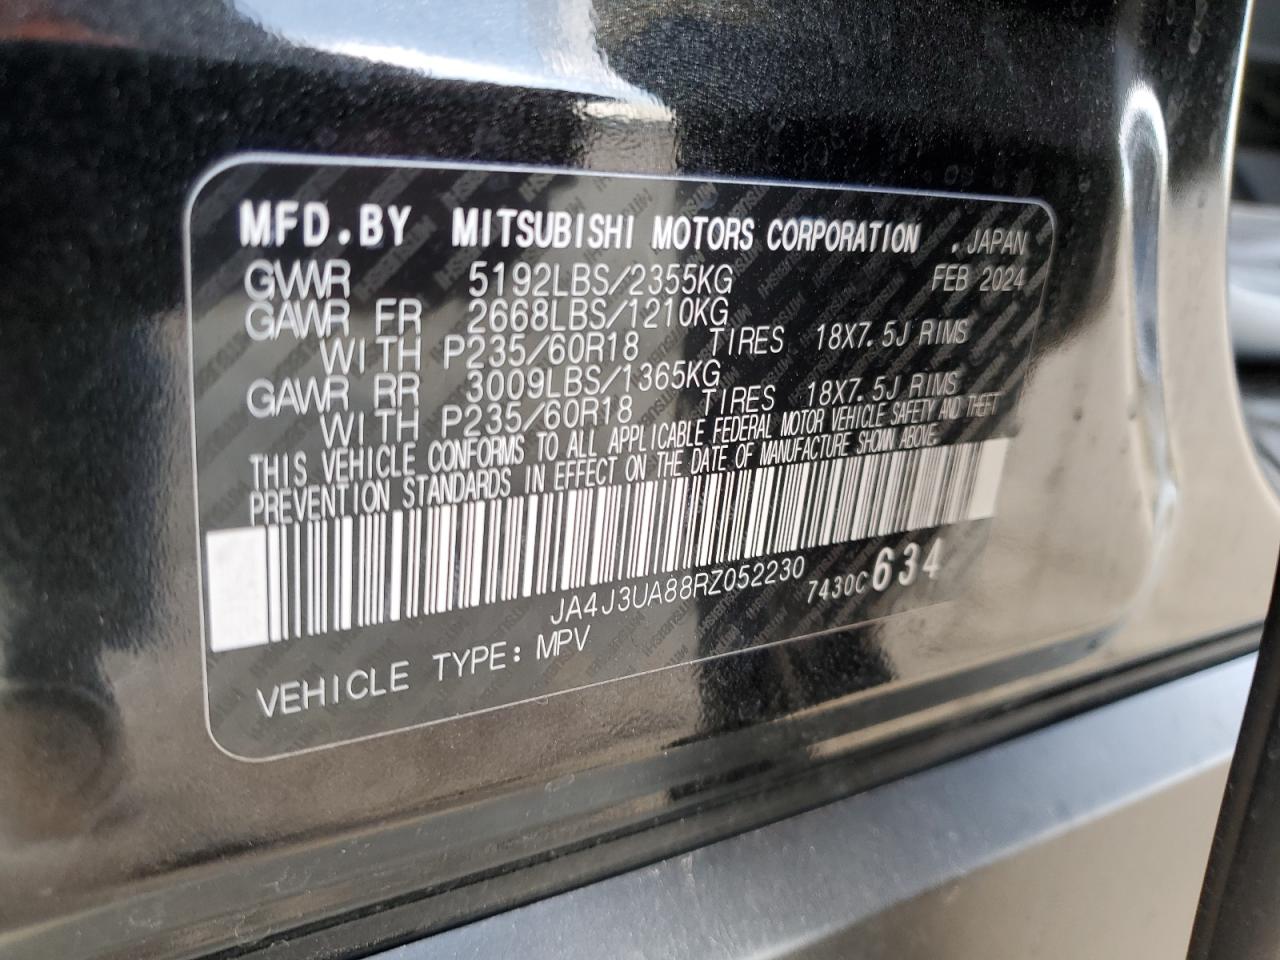 MFD.BY MITSUBISHI MOTORS CORPORATION .JAPAN
GVWR 5192LBS/2355KG FEB 2024
GAWR FR 2668LBS/1210KG
WITH P235/60R18 TIRES 18X7.5J RIMS
GAWR RR 3009LBS/1365KG
WITH P235/60R18 TIRES 18X7.5J RIMS
THIS VEHICLE CONFORMS TO ALL APPLICABLE FEDERAL MOTOR VEHICLE SAFETY AND THEFT
PREVENTION STANDARDS IN EFFECT ON THE DATE OF MANUFACTURE SHOWN ABOVE.
JA4J3UA88RZ052230 7430C 634
VEHICLE TYPE: MPV